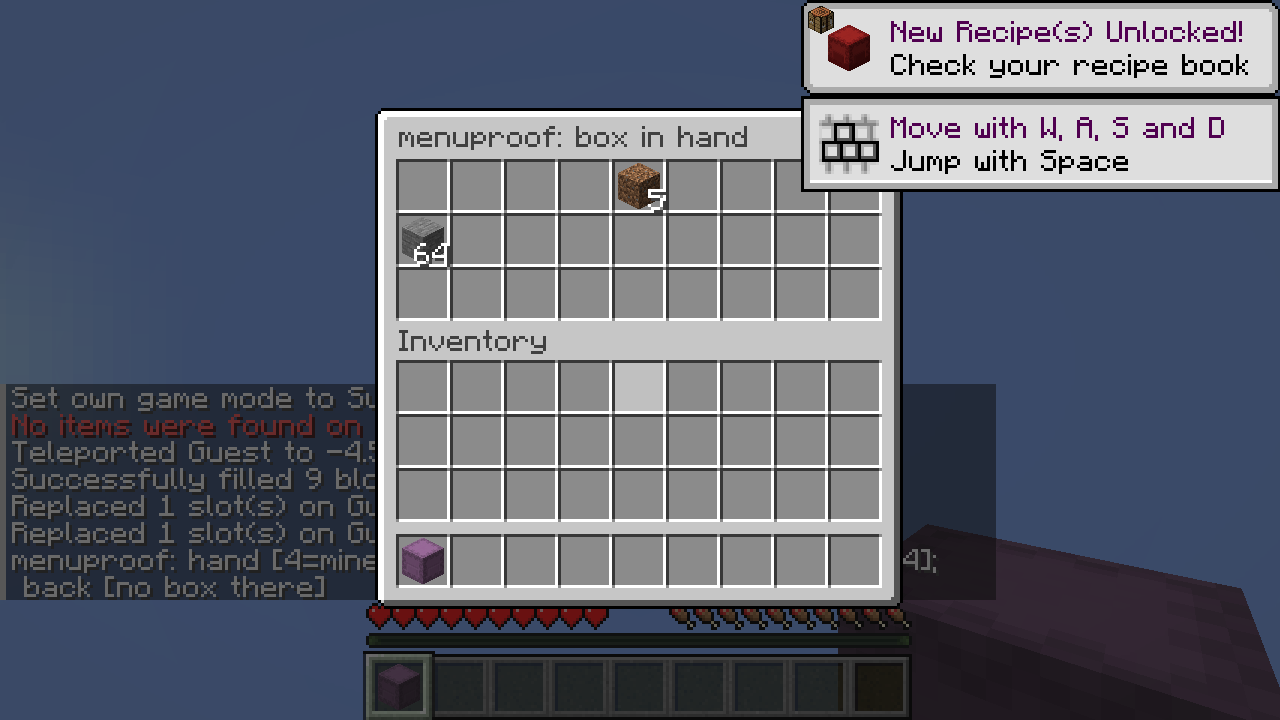 New Recipe(s) Unlocked!
Check your recipe book
Move with W, A, S and D
Jump with Space
menuproof: box in hand
5
64
Inventory
Set own game mode to
No items were found on
Teleported Guest to -4.
Successfully filled 9
Replaced 1 slot(s) on
Replaced 1 slot(s) on
menuproof: hand [4=mine 4];
back [no box there]